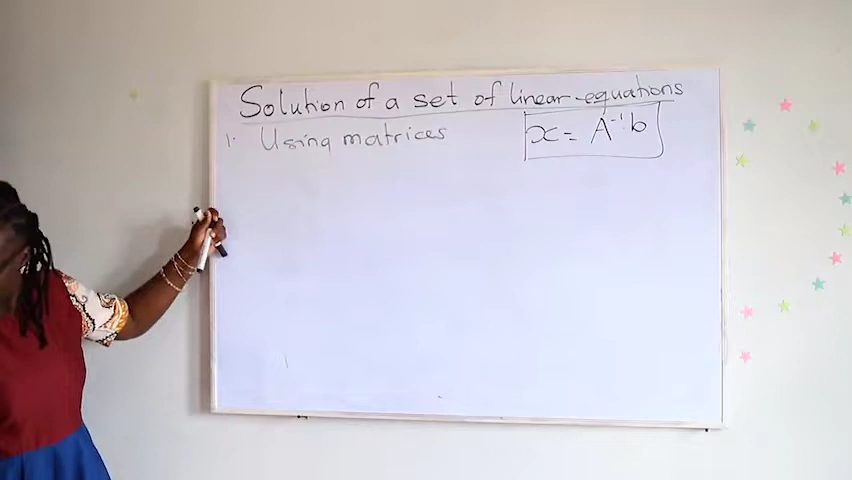 Solution of a set of linear equations
1. Using matrices
x = A⁻¹b